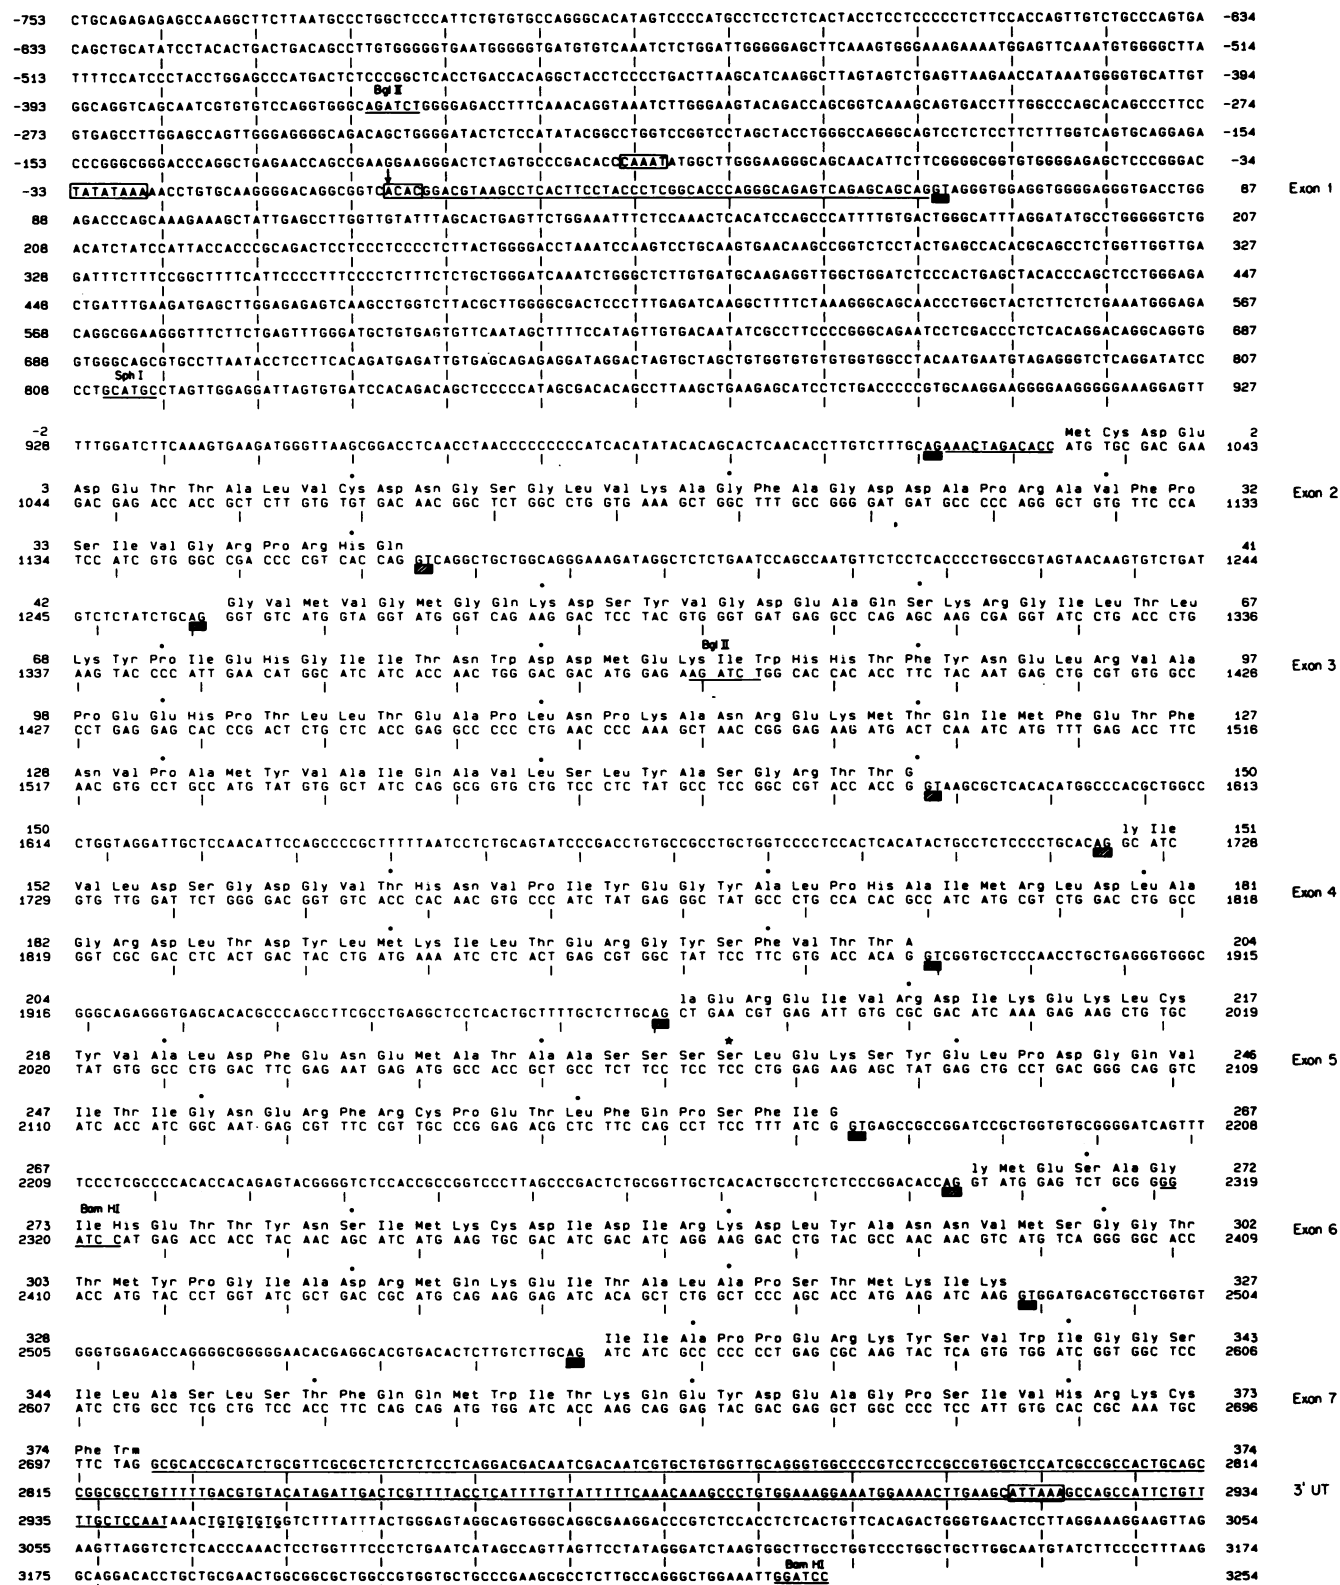 -753 CTGCAGAGAGAGCCAAGGCTTCTTAATGCCCTGGCTCCCATTCTGTGTGCCAGGGCACATAGTCCCCATGCCTCCTCTCACTACCTCCTCCCCCCTCTTCCACCAGTTGTCTGCCCAGTGA -634
-633 CAGCTGCATATCCTACACTGACTGACAGCCTTGTGGGGGTGAATGGGGGTGATGTGTCAAATCTCTGGATTGGGGGAGCTTCAAAGTGGGAAAGAAAATGGAGTTCAAATGTGGGGCTTA -514
-513 TTTTCCATCCCTACCTGGAGCCCATGACTCTCCCGGCTCACCTGACCACAGGCTACCTCCCCTGACTTAAGCATCAAGGCTTAGTAGTCTGAGTTAAGAACCATAAATGGGGTGCATTGT -394
Bgl II
-393 GGCAGGTCAGCAATCGTGTGTCCAGGTGGGCAGATCTGGGGAGACCTTTCAAACAGGTAAATCTTGGGAAGTACAGACCAGCGGTCAAAGCAGTGACCTTTGGCCCAGCACAGCCCTTCC -274
-273 GTGAGCCTTGGAGCCAGTTGGGAGGGGCAGACAGCTGGGGATACTCTCCATATACGGCCTGGTCCGGTCCTAGCTACCTGGGCCAGGGCAGTCCTCTCCTTCTTTGGTCAGTGCAGGAGA -154
-153 CCCGGGCGGGACCCAGGCTGAGAACCAGCCGAAGGAAGGGACTCTAGTGCCCGACACCCAAATATGGCTTGGGAAGGGCAGCAACATTCTTCGGGGCGGTGTGGGGAGAGCTCCCGGGAC -34
-33 TATATAAAAACCTGTGCAAGGGGACAGGCGGTCACACGGACGTAAGCCTCACTTCCTACCCTCGGCACCCAGGGCAGAGTCAGAGCAGCAGGTAGGGTGGAGGTGGGGAGGGTGACCTGG 87 Exon 1
88 AGACCCAGCAAAGAAAGCTATTGAGCCTTGGTTGTATTTAGCACTGAGTTCTGGAAATTTCTCCAAACTCACATCCAGCCCATTTTGTGACTGGGCATTTAGGATATGCCTGGGGGTCTG 207
208 ACATCTATCCATTACCACCCGCAGACTCCTCCCTCCCCTCTTACTGGGGACCTAAATCCAAGTCCTGCAAGTGAACAAGCCGGTCTCCTACTGAGCCACACGCAGCCTCTGGTTGGTTGA 327
328 GATTTCTTTCCGGCTTTTCATTCCCCTTTCCCCTCTTTCTCTGCTGGGATCAAATCTGGGCTCTTGTGATGCAAGAGGTTGGCTGGATCTCCCACTGAGCTACACCCAGCTCCTGGGAGA 447
448 CTGATTTGAAGATGAGCTTGGAGAGAGTCAAGCCTGGTCTTACGCTTGGGGCGACTCCCTTTGAGATCAAGGCTTTTCTAAAGGGCAGCAACCCTGGCTACTCTTCTCTGAAATGGGAGA 567
568 CAGGCGGAAGGGTTTCTTCTGAGTTTGGGATGCTGTGAGTGTTCAATAGCTTTTCCATAGTTGTGACAATATCGCCTTCCCCGGGCAGAATCCTCGACCCTCTCACAGGACAGGCAGGTG 687
688 GTGGGCAGCGTGCCTTAATACCTCCTTCACAGATGAGATTGTGAGCAGAGAGGATAGGACTAGTGCTAGCTGTGGTGTGTGTGGTGGCCTACAATGAATGTAGAGGGTCTCAGGATATCC 807
Sph I
808 CCTGCATGCCTAGTTGGAGGATTAGTGTGATCCACAGACAGCTCCCCCATAGCGACACAGCCTTAAGCTGAAGAGCATCCTCTGACCCCCGTGCAAGGAAGGGGAAGGGGGAAAGGAGTT 927
-2 Met Cys Asp Glu 2
928 TTTGGATCTTCAAAGTGAAGATGGGTTAAGCGGACCTCAACCTAACCCCCCCCCATCACATATACACAGCACTCAACACCTTGTCTTTGCAGAAACTAGACACC ATG TGC GAC GAA 1043
3 Asp Glu Thr Thr Ala Leu Val Cys Asp Asn Gly Ser Gly Leu Val Lys Ala Gly Phe Ala Gly Asp Asp Ala Pro Arg Ala Val Phe Pro 32
1044 GAC GAG ACC ACC GCT CTT GTG TGT GAC AAC GGC TCT GGC CTG GTG AAA GCT GGC TTT GCC GGG GAT GAT GCC CCC AGG GCT GTG TTC CCA 1133 Exon 2
33 Ser Ile Val Gly Arg Pro Arg His Gln 41
1134 TCC ATC GTG GGC CGA CCC CGT CAC CAG GTCAGGCTGCTGGCAGGGAAAGATAGGCTCTCTGAATCCAGCCAATGTTCTCCTCACCCCTGGCCGTAGTAACAAGTGTCTGAT 1244
42 Gly Val Met Val Gly Met Gly Gln Lys Asp Ser Tyr Val Gly Asp Glu Ala Gln Ser Lys Arg Gly Ile Leu Thr Leu 67
1245 GTCTCTATCTGCAG GGT GTC ATG GTA GGT ATG GGT CAG AAG GAC TCC TAC GTG GGT GAT GAG GCC CAG AGC AAG CGA GGT ATC CTG ACC CTG 1336
Bgl II
68 Lys Tyr Pro Ile Glu His Gly Ile Ile Thr Asn Trp Asp Asp Met Glu Lys Ile Trp His His Thr Phe Tyr Asn Glu Leu Arg Val Ala 97
1337 AAG TAC CCC ATT GAA CAT GGC ATC ATC ACC AAC TGG GAC GAC ATG GAG AAG ATC TGG CAC CAC ACC TTC TAC AAT GAG CTG CGT GTG GCC 1426 Exon 3
98 Pro Glu Glu His Pro Thr Leu Leu Thr Glu Ala Pro Leu Asn Pro Lys Ala Asn Arg Glu Lys Met Thr Gln Ile Met Phe Glu Thr Phe 127
1427 CCT GAG GAG CAC CCG ACT CTG CTC ACC GAG GCC CCC CTG AAC CCC AAA GCT AAC CGG GAG AAG ATG ACT CAA ATC ATG TTT GAG ACC TTC 1516
128 Asn Val Pro Ala Met Tyr Val Ala Ile Gln Ala Val Leu Ser Leu Tyr Ala Ser Gly Arg Thr Thr G 150
1517 AAC GTG CCT GCC ATG TAT GTG GCT ATC CAG GCG GTG CTG TCC CTC TAT GCC TCC GGC CGT ACC ACC G GTAAGCGCTCACACATGGCCCACGCTGGCC 1613
150 ly Ile 151
1614 CTGGTAGGATTGCTCCAACATTCCAGCCCCGCTTTTTAATCCTCTGCAGTATCCCGACCTGTGCCGCCTGCTGGTCCCCTCCACTCACATACTGCCTCTCCCCTGCACAG GC ATC 1728
152 Val Leu Asp Ser Gly Asp Gly Val Thr His Asn Val Pro Ile Tyr Glu Gly Tyr Ala Leu Pro His Ala Ile Met Arg Leu Asp Leu Ala 181
1729 GTG TTG GAT TCT GGG GAC GGT GTC ACC CAC AAC GTG CCC ATC TAT GAG GGC TAT GCC CTG CCA CAC GCC ATC ATG CGT CTG GAC CTG GCC 1818 Exon 4
182 Gly Arg Asp Leu Thr Asp Tyr Leu Met Lys Ile Leu Thr Glu Arg Gly Tyr Ser Phe Val Thr Thr A 204
1819 GGT CGC GAC CTC ACT GAC TAC CTG ATG AAA ATC CTC ACT GAG CGT GGC TAT TCC TTC GTG ACC ACA G GTCGGTGCTCCCAACCTGCTGAGGGTGGGC 1915
204 la Glu Arg Glu Ile Val Arg Asp Ile Lys Glu Lys Leu Cys 217
1916 GGGCAGAGGGTGAGCACACGCCCAGCCTTCGCCTGAGGCTCCTCACTGCTTTTGCTCTTGCAG CT GAA CGT GAG ATT GTG CGC GAC ATC AAA GAG AAG CTG TGC 2019
218 Tyr Val Ala Leu Asp Phe Glu Asn Glu Met Ala Thr Ala Ala Ser Ser Ser Ser Leu Glu Lys Ser Tyr Glu Leu Pro Asp Gly Gln Val 246
2020 TAT GTG GCC CTG GAC TTC GAG AAT GAG ATG GCC ACC GCT GCC TCT TCC TCC TCC CTG GAG AAG AGC TAT GAG CTG CCT GAC GGG CAG GTC 2109 Exon 5
247 Ile Thr Ile Gly Asn Glu Arg Phe Arg Cys Pro Glu Thr Leu Phe Gln Pro Ser Phe Ile G 267
2110 ATC ACC ATC GGC AAT GAG CGT TTC CGT TGC CCG GAG ACG CTC TTC CAG CCT TCC TTT ATC G GTGAGCCGCCGGATCCGCTGGTGTGCGGGGATCAGTTT 2208
267 ly Met Glu Ser Ala Gly 272
2209 TCCCTCGCCCCACACCACAGAGTACGGGGTCTCCACCGCCGGTCCCTTAGCCCGACTCTGCGGTTGCTCACACTGCCTCTCTCCCGGACACCAG GT ATG GAG TCT GCG GGG 2319
Bam HI
273 Ile His Glu Thr Thr Tyr Asn Ser Ile Met Lys Cys Asp Ile Asp Ile Arg Lys Asp Leu Tyr Ala Asn Asn Val Met Ser Gly Gly Thr 302
2320 ATC CAT GAG ACC ACC TAC AAC AGC ATC ATG AAG TGC GAC ATC GAC ATC AGG AAG GAC CTG TAC GCC AAC AAC GTC ATG TCA GGG GGC ACC 2409 Exon 6
303 Thr Met Tyr Pro Gly Ile Ala Asp Arg Met Gln Lys Glu Ile Thr Ala Leu Ala Pro Ser Thr Met Lys Ile Lys 327
2410 ACC ATG TAC CCT GGT ATC GCT GAC CGC ATG CAG AAG GAG ATC ACA GCT CTG GCT CCC AGC ACC ATG AAG ATC AAG GTGGATGACGTGCCTGGTGT 2504
328 Ile Ile Ala Pro Pro Glu Arg Lys Tyr Ser Val Trp Ile Gly Gly Ser 343
2505 GGGTGGAGACCAGGGGCGGGGGAACACGAGGCACGTGACACTCTTGTCTTGCAG ATC ATC GCC CCC CCT GAG CGC AAG TAC TCA GTG TGG ATC GGT GGC TCC 2606
344 Ile Leu Ala Ser Leu Ser Thr Phe Gln Gln Met Trp Ile Thr Lys Gln Glu Tyr Asp Glu Ala Gly Pro Ser Ile Val His Arg Lys Cys 373
2607 ATC CTG GCC TCG CTG TCC ACC TTC CAG CAG ATG TGG ATC ACC AAG CAG GAG TAC GAC GAG GCT GGC CCC TCC ATT GTG CAC CGC AAA TGC 2696 Exon 7
374 Phe Trm 374
2697 TTC TAG GCGCACCGCATCTGCGTTCGCGCTCTCTCTCCTCAGGACGACAATCGACAATCGTGCTGTGGTTGCAGGGTGGCCCCGTCCTCCGCCGTGGCTCCATCGCCGCCACTGCAGC 2814
2815 CGGCGCCTGTTTTTGACGTGTACATAGATTGACTCGTTTTACCTCATTTTGTTATTTTTCAAACAAAGCCCTGTGGAAAGGAAATGGAAAACTTGAAGCATTAAAGCCAGCCATTCTGTT 2934 3' UT
2935 TTGCTCCAATAAACTGTGTGTGGTCTTTATTTACTGGGAGTAGGCAGTGGGCAGGCGAAGGACCCGTCTCCACCTCTCACTGTTCACAGACTGGGTGAACTCCTTAGGAAAGGAAGTTAG 3054
3055 AAGTTAGGTCTCTCACCCAAACTCCTGGTTTCCCTCTGAATCATAGCCAGTTAGTTCCTATAGGGATCTAAGTGGCTTGCCTGGTCCCTGGCTGCTTGGCAATGTATCTTCCCCTTTAAG 3174
Bam HI
3175 GCAGGACACCTGCTGCGAACTGGCGGCGCTGGCCGTGGTGCTGCCCGAAGCGCCTCTTGCCAGGGCTGGAAATTGGATCC 3254